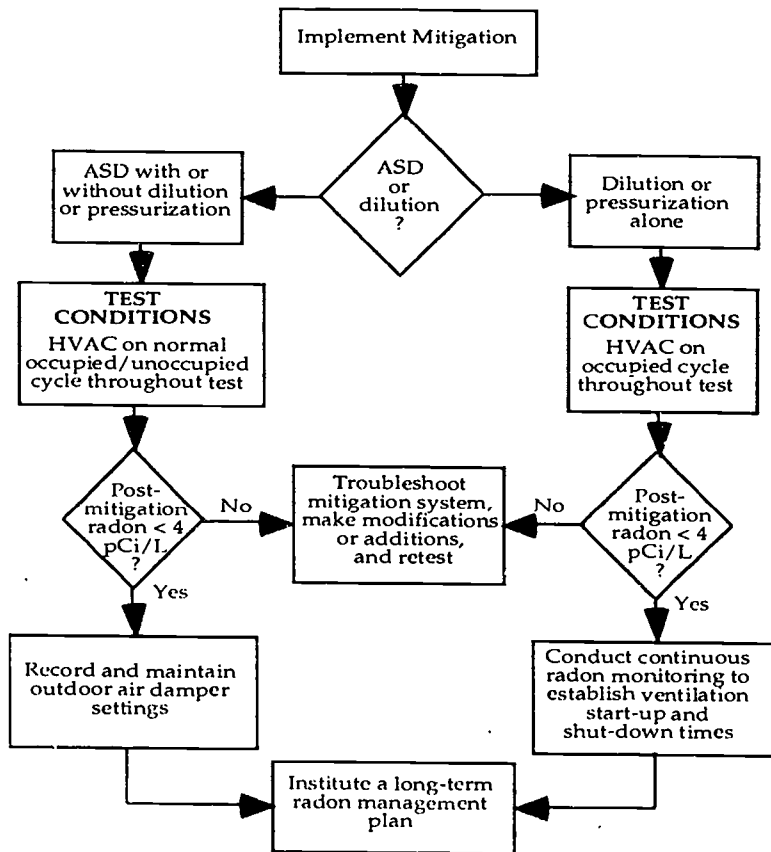 Implement Mitigation
ASD
or
dilution
?
ASD with or
without dilution
or pressurization
Dilution or
pressurization
alone
TEST
CONDITIONS
HVAC on normal
occupied/unoccupied
cycle throughout test
TEST
CONDITIONS
HVAC on
occupied cycle
throughout test
Post-
mitigation
radon < 4
pCi/L
?
No
Troubleshoot
mitigation system,
make modifications
or additions,
and retest
No
Post-
mitigation
radon < 4
pCi/L
?
Yes
Yes
Record and maintain
outdoor air damper
settings
Conduct continuous
radon monitoring to
establish ventilation
start-up and
shut-down times
Institute a long-term
radon management
plan